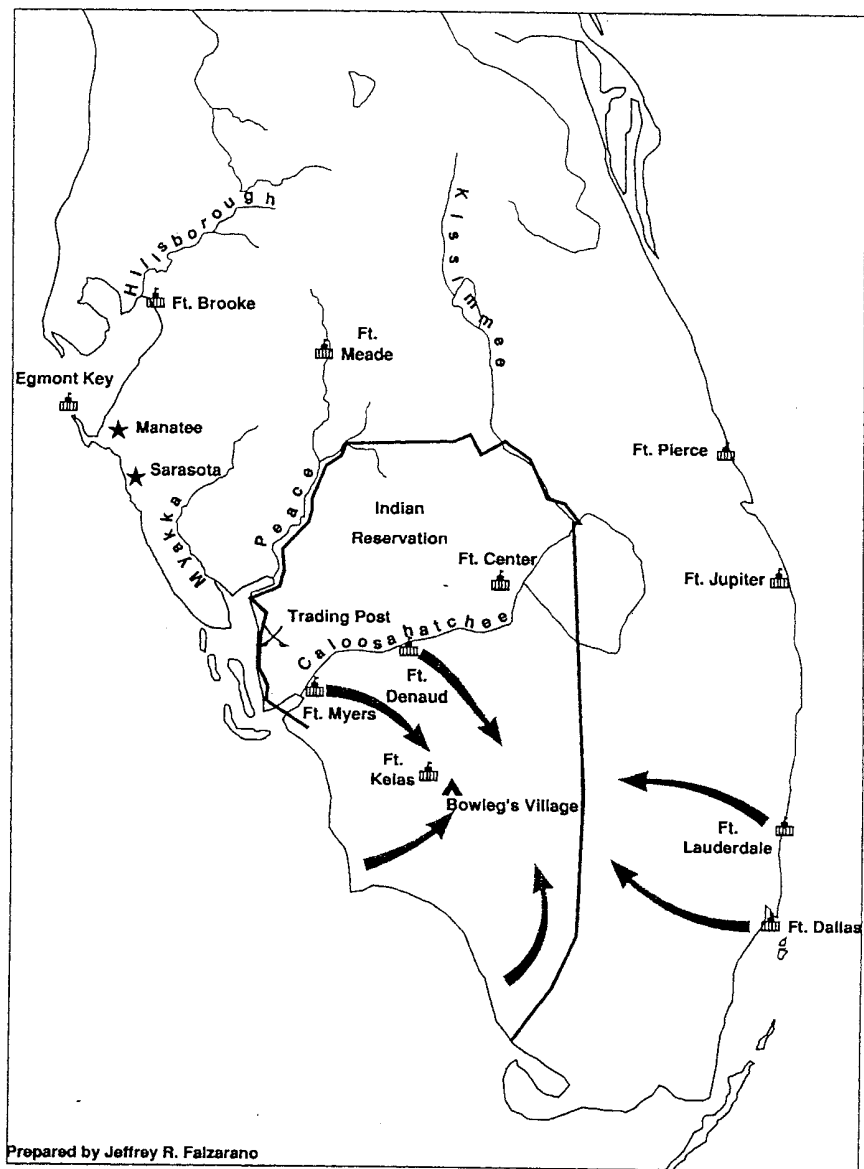 Hillsborough
Kissimmee
Ft. Brooke
Ft.
Meade
Egmont Key
Manatee
Sarasota
Myakka
Peace
Ft. Pierce
Indian
Reservation
Ft. Center
Ft. Jupiter
Trading Post
Caloosahatchee
Ft.
Denaud
Ft. Myers
Ft.
Kelas
Bowleg's Village
Ft.
Lauderdale
Ft. Dallas
Prepared by Jeffrey R. Falzarano